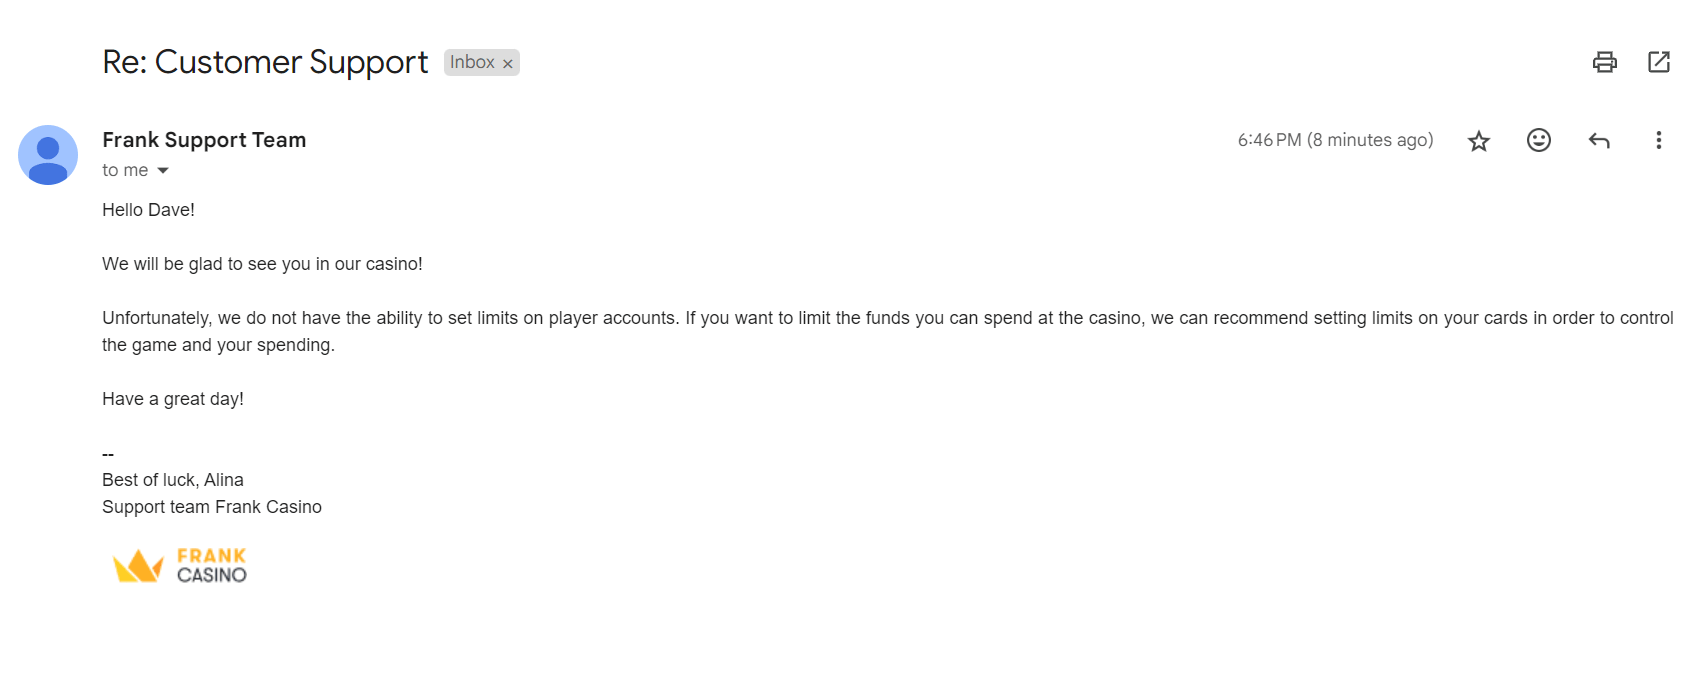 Re: Customer Support Inbox ×
Frank Support Team 6:46 PM (8 minutes ago)
to me
Hello Dave!
We will be glad to see you in our casino!
Unfortunately, we do not have the ability to set limits on player accounts. If you want to limit the funds you can spend at the casino, we can recommend setting limits on your cards in order to control
the game and your spending.
Have a great day!
--
Best of luck, Alina
Support team Frank Casino
FRANK
CASINO